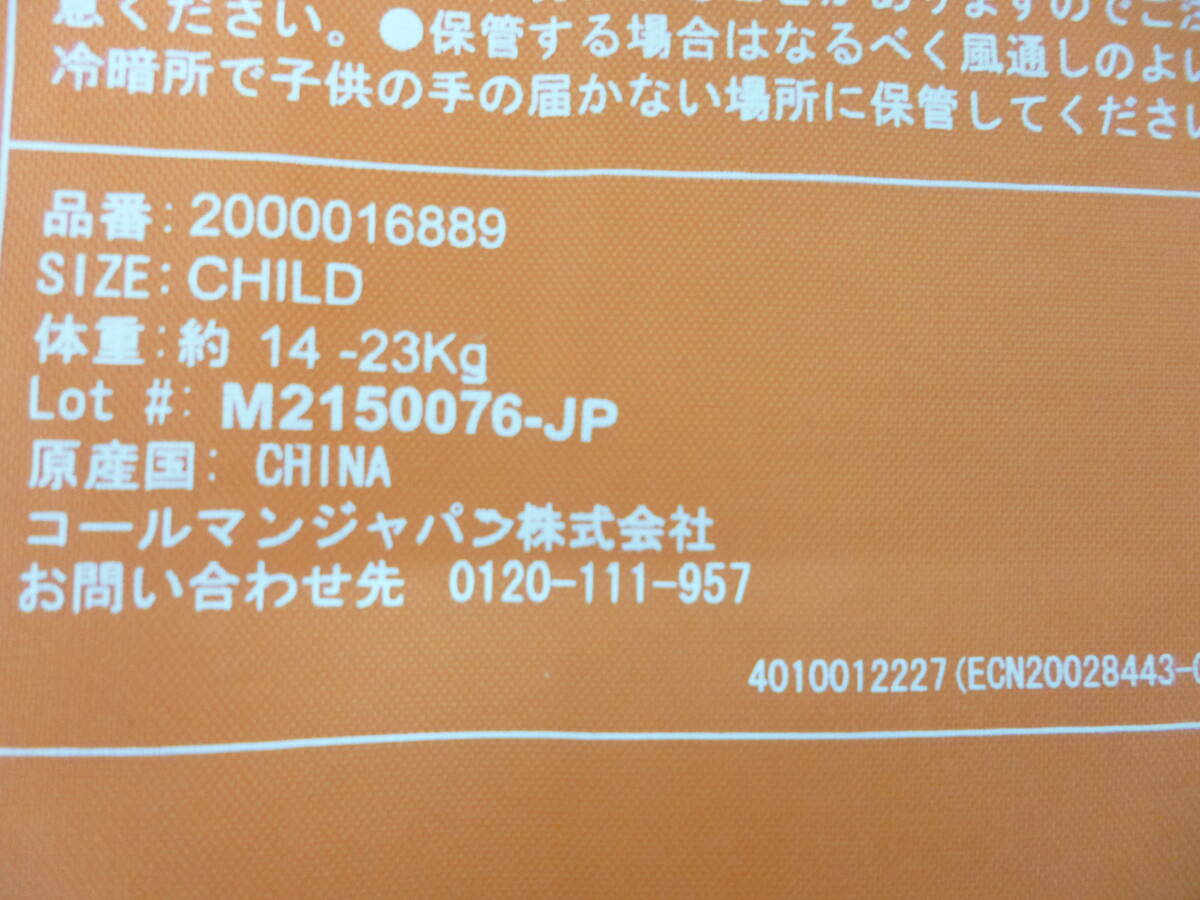 意ください。●保管する場合はなるべく風通しのよい
冷暗所で子供の手の届かない場所に保管してください
品番: 2000016889
SIZE: CHILD
体重: 約 14 -23Kg
Lot #: M2150076-JP
原産国: CHINA
コールマンジャパン株式会社
お問い合わせ先 0120-111-957
4010012227(ECN20028443-0